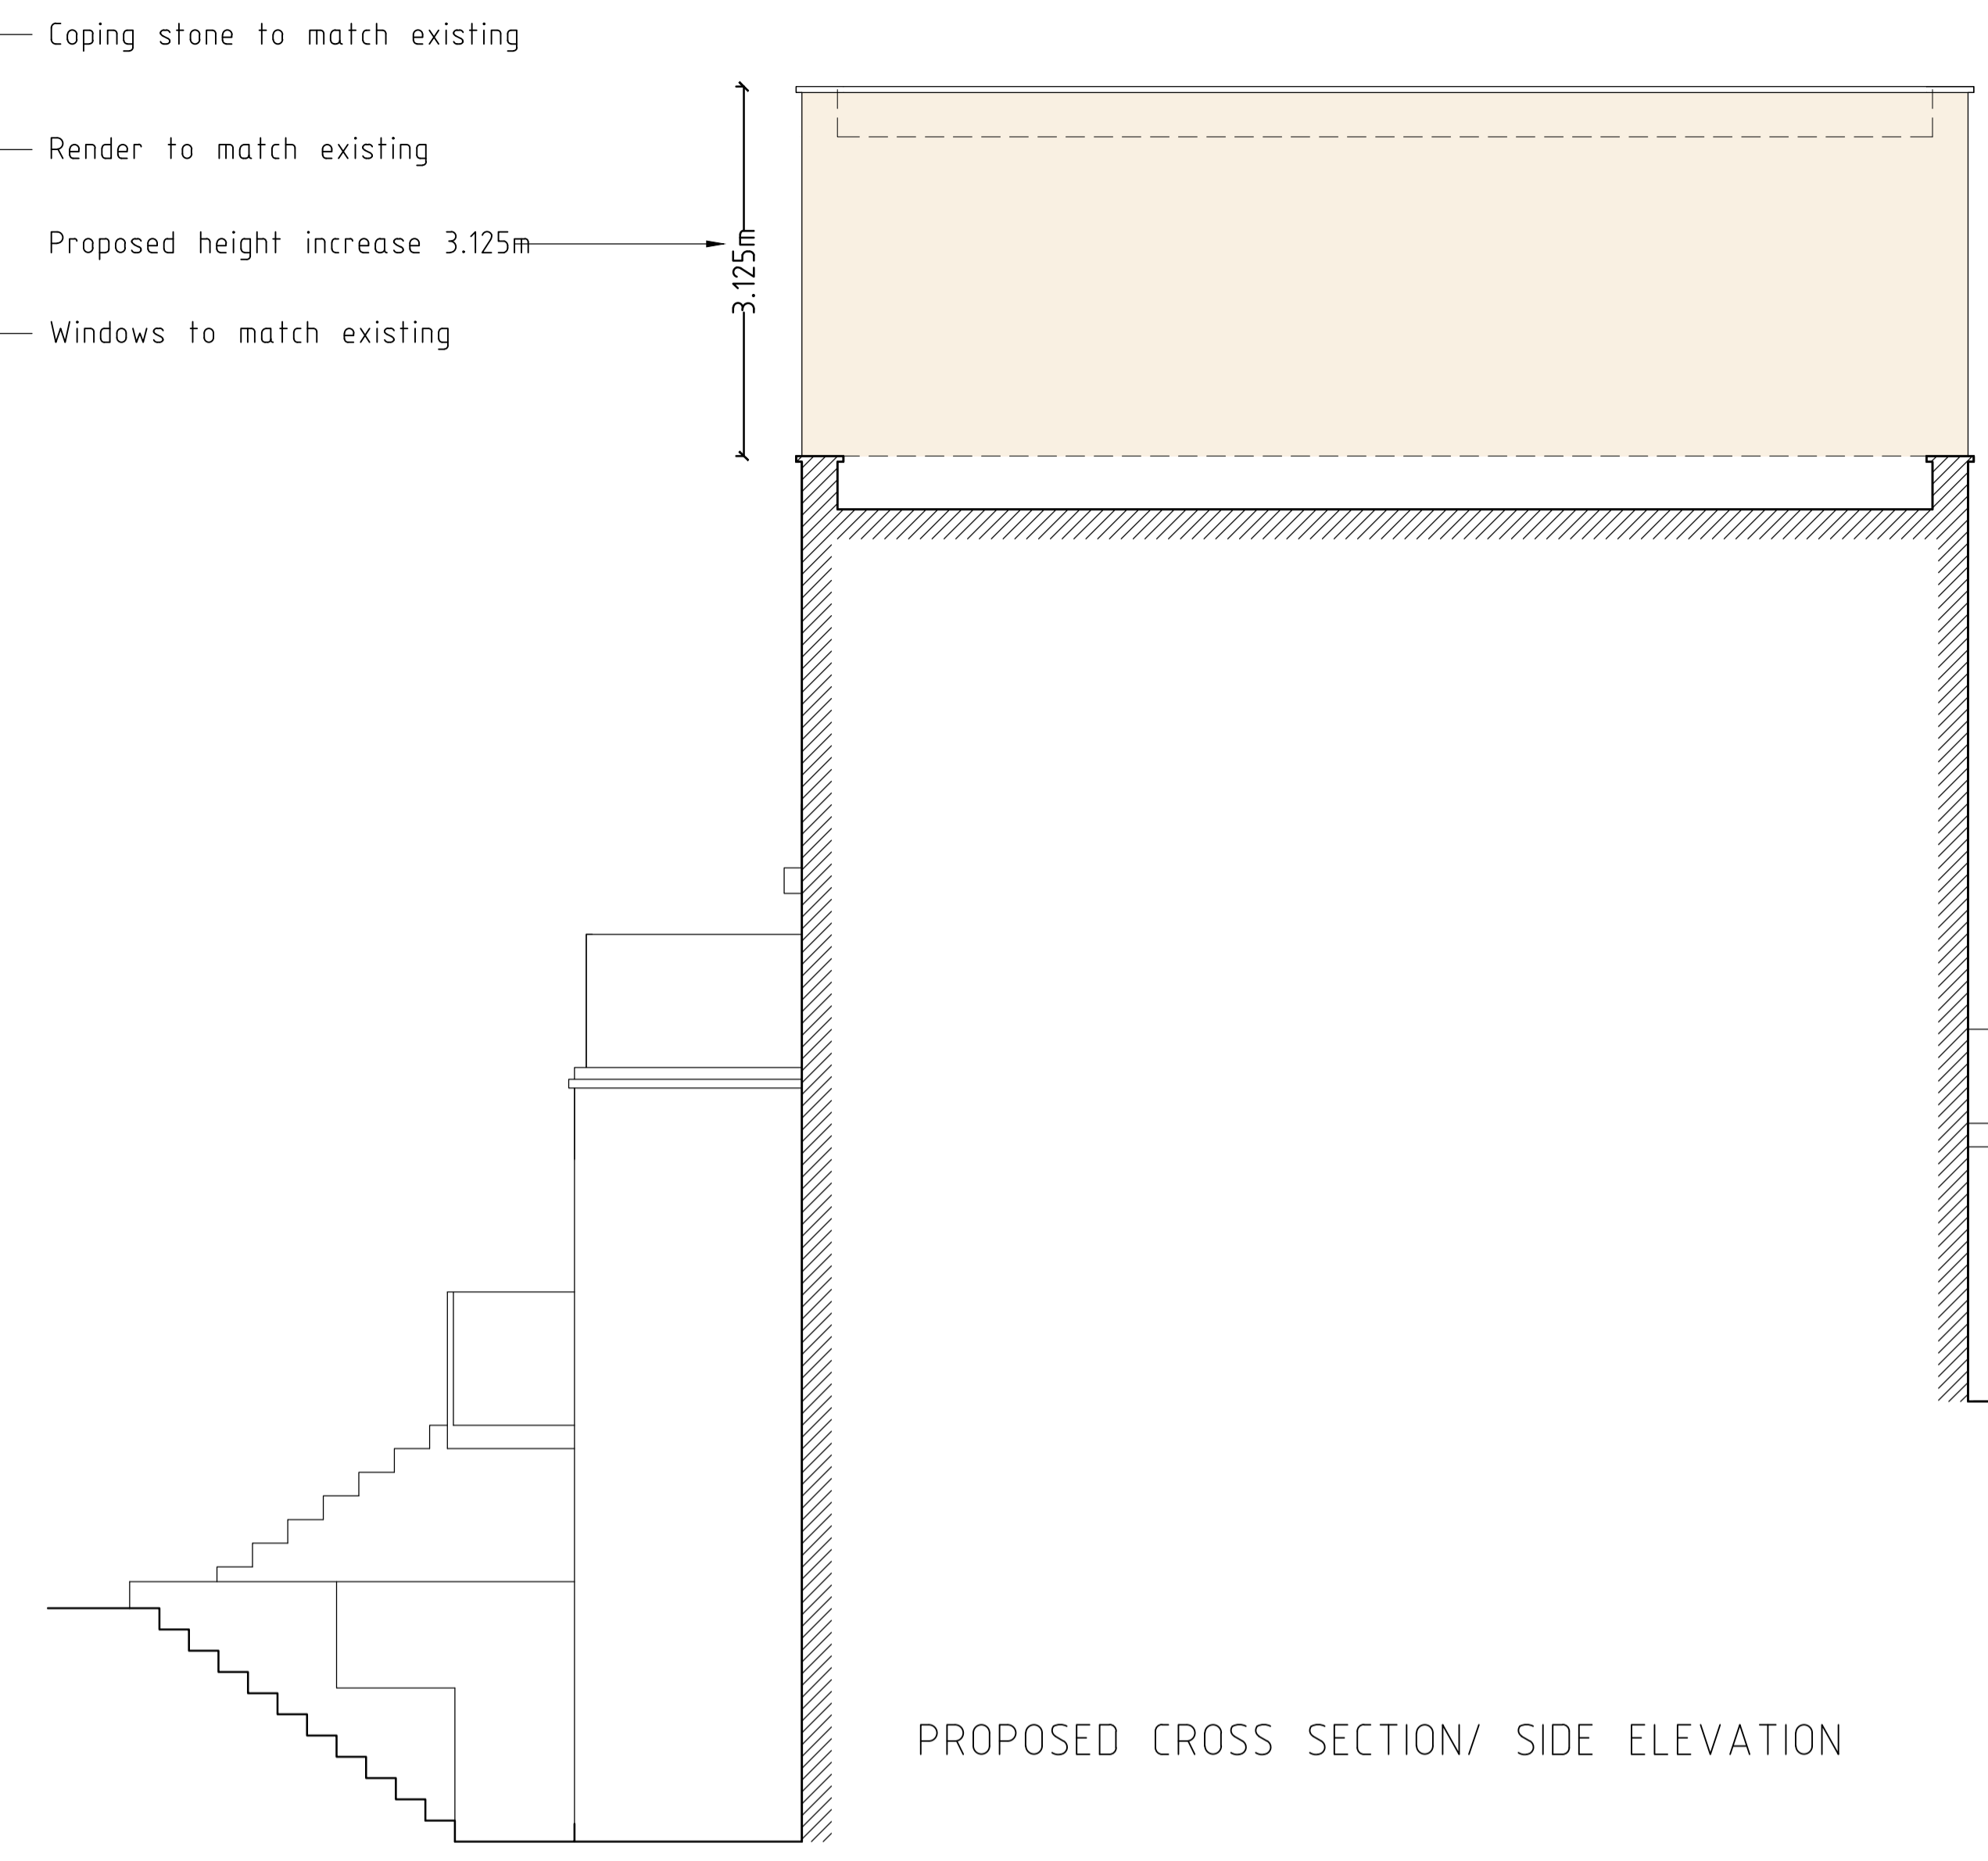 Coping stone to match existing
Render to match existing
Proposed height increase 3.125m
3.125m
Windows to match existing
PROPOSED CROSS SECTION/ SIDE ELEVATION